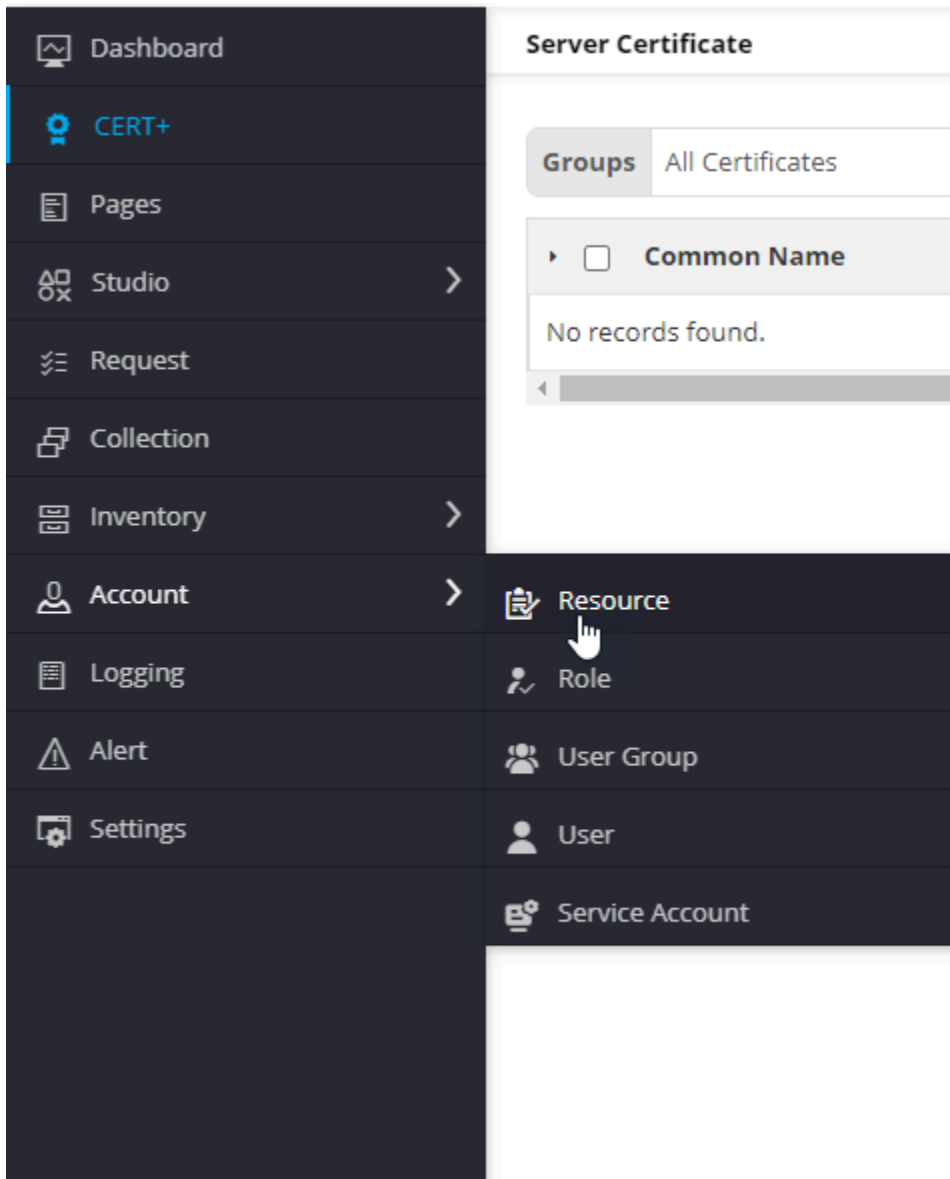 Dashboard
CERT+
Pages
Studio
Request
Collection
Inventory
Account
Logging
Alert
Settings
Server Certificate
Groups All Certificates
Common Name
No records found.
Resource
Role
User Group
User
Service Account